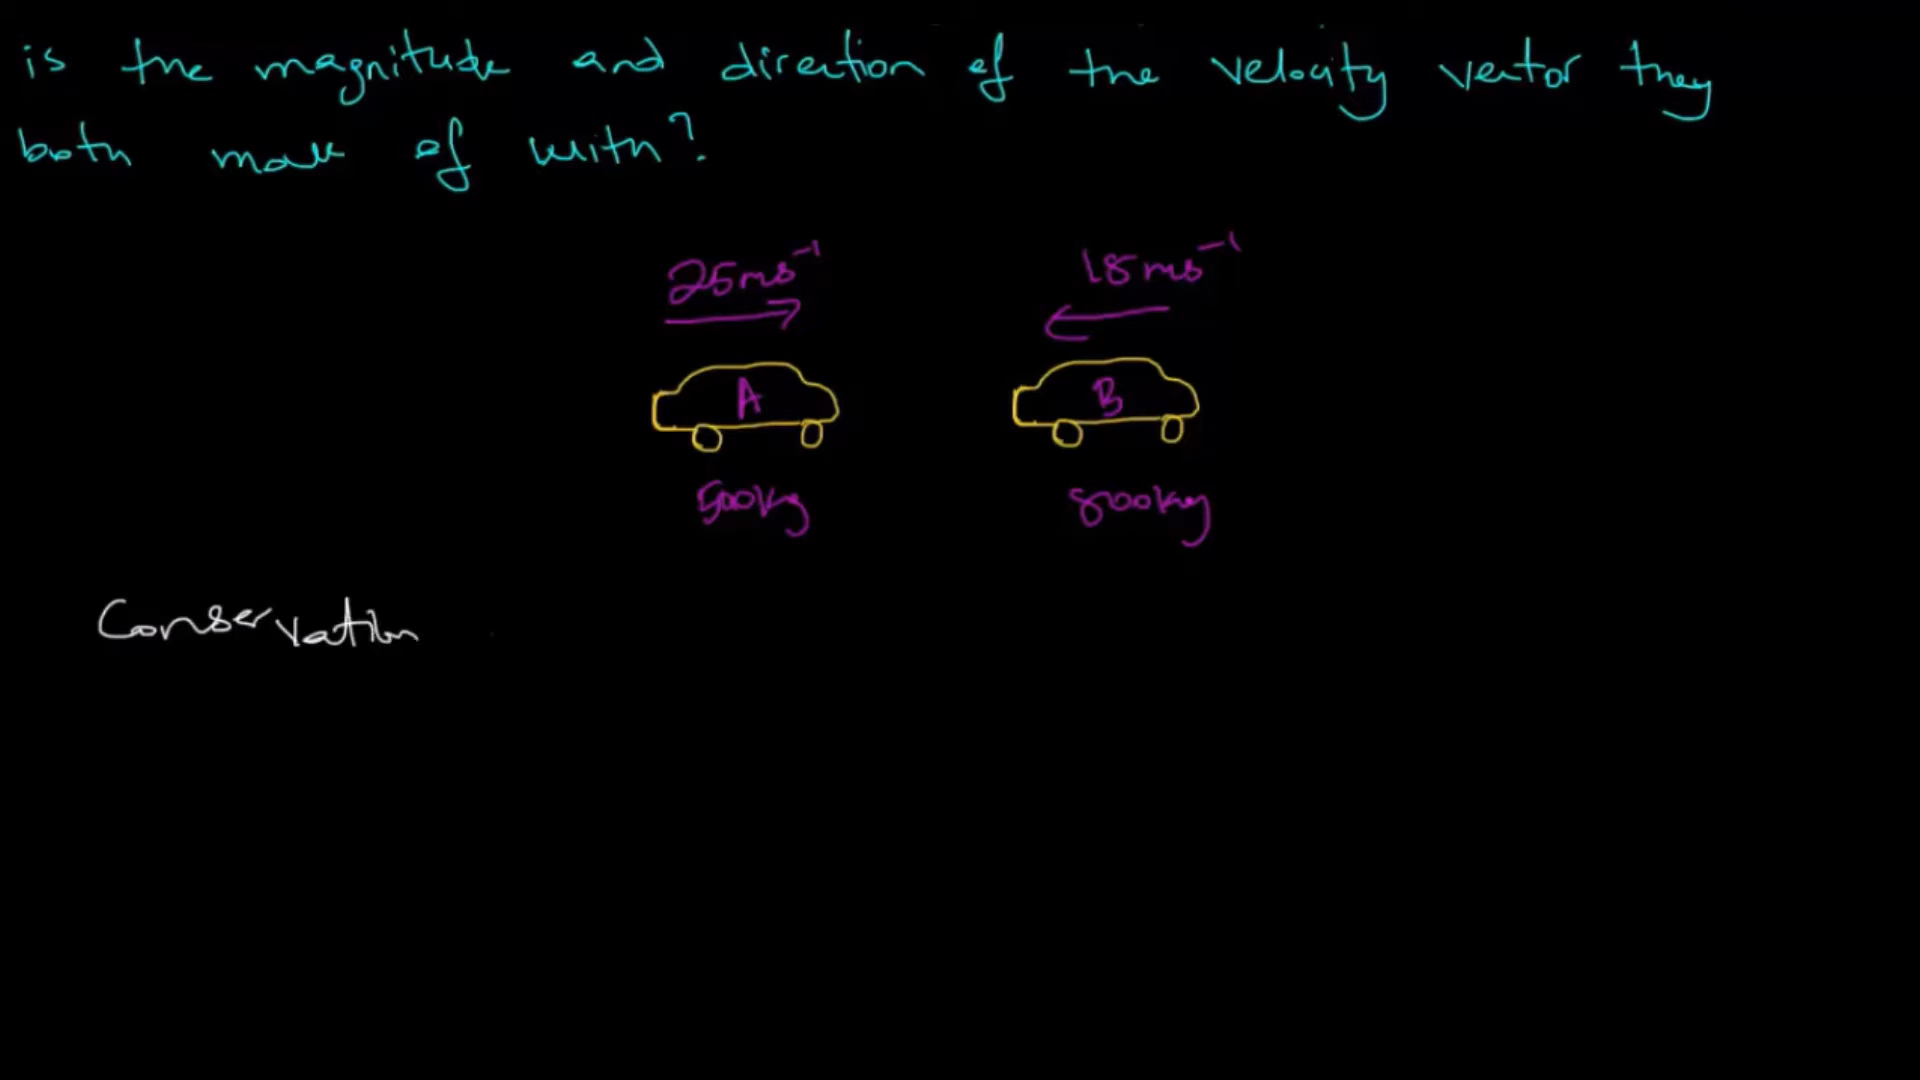 is the magnitude and direction of the velocity vector they
both move of with?
25ms⁻¹
18ms⁻¹
A
B
500kg
800kg
Conservation